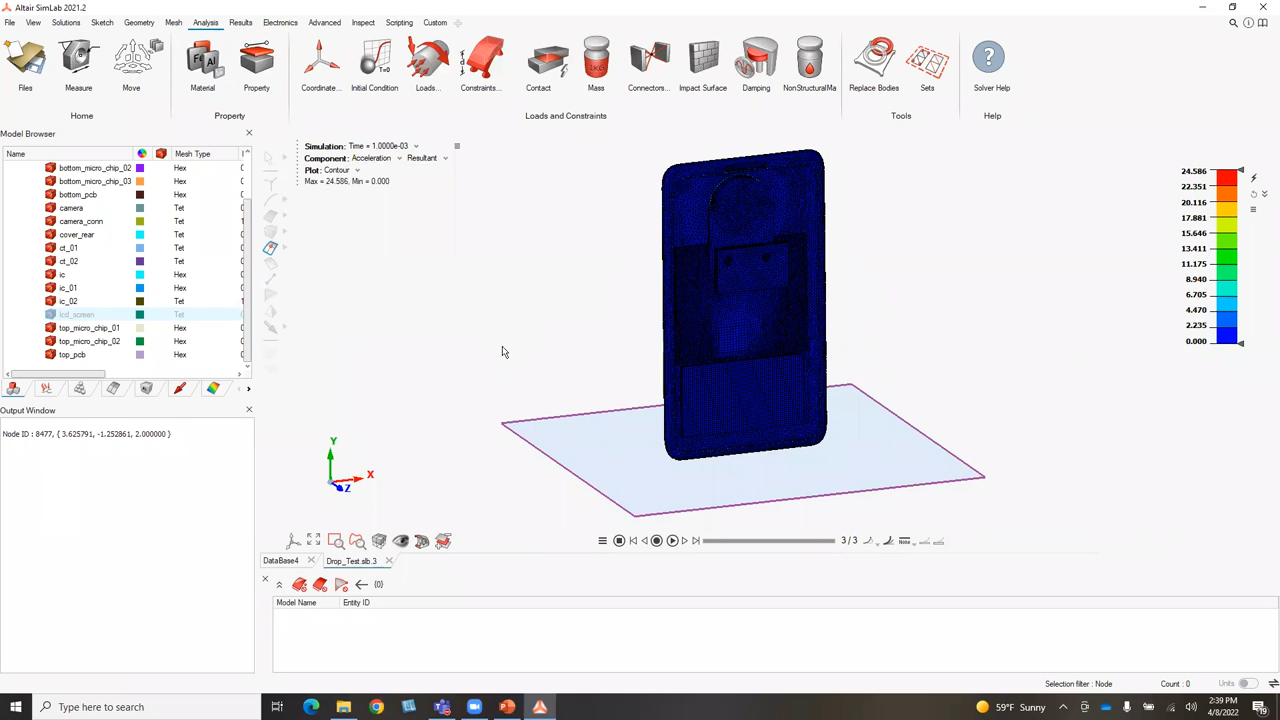 Altair SimLab 2021.2
File View Solutions Sketch Geometry Mesh Analysis Results Electronics Advanced Inspect Scripting Custom
Files Measure Move Material Property Coordinate... Initial Condition Loads... Constraints... Contact Mass Connectors... Impact Surface Damping NonStructuralMa Replace Bodies Sets Solver Help
Home Property Loads and Constraints Tools Help
Model Browser
Name Mesh Type
bottom_micro_chip_02 Hex
bottom_micro_chip_03 Hex
bottom_pcb Hex
camera Tet
camera_conn Tet
cover_rear Tet
ct_01 Tet
ct_02 Tet
ic Hex
ic_01 Hex
ic_02 Tet
lcd_screen Tet
top_micro_chip_01 Hex
top_micro_chip_02 Hex
top_pcb Hex
Output Window
Node ID : 8477, { 3.625791, -1.252861, 2.000000 }
Simulation: Time = 1.0000e-03
Component: Acceleration Resultant
Plot: Contour
Max = 24.586, Min = 0.000
24.586
22.351
20.116
17.881
15.646
13.411
11.175
8.940
6.705
4.470
2.235
0.000
Y
X
Z
3 / 3 None
DataBase4 Drop_Test.slb.3
{0}
Model Name Entity ID
Selection filter : Node Count : 0 Units
Type here to search
59°F Sunny
2:39 PM
4/8/2022